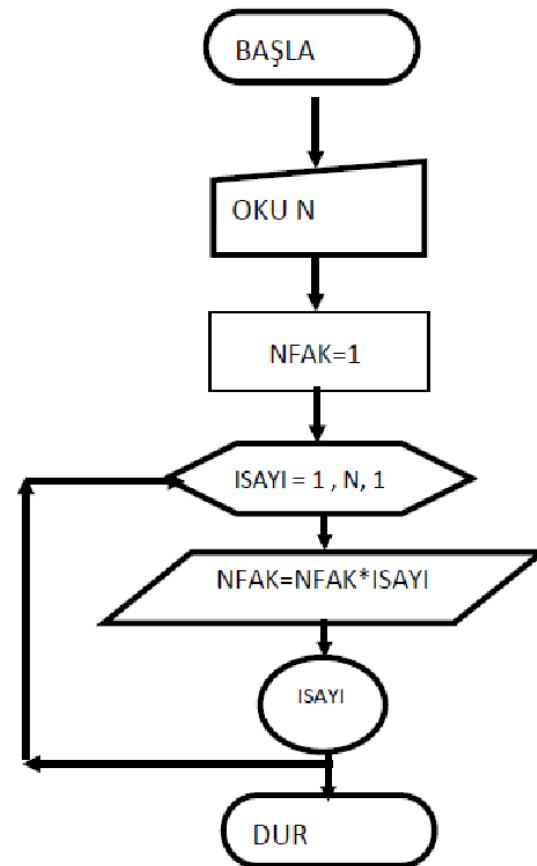 BAŞLA
OKU N
NFAK=1
ISAYI = 1 , N, 1
NFAK=NFAK*ISAYI
ISAYI
DUR